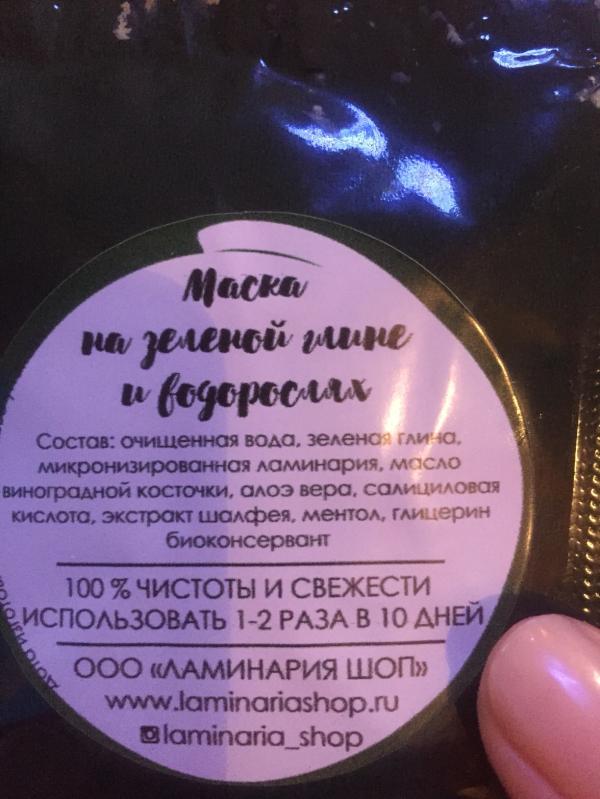 Маска
на зеленой глине
и водорослях
Состав: очищенная вода, зеленая глина,
микронизированная ламинария, масло
виноградной косточки, алоэ вера, салициловая
кислота, экстракт шалфея, ментол, глицерин
биоконсервант
100 % ЧИСТОТЫ И СВЕЖЕСТИ
ИСПОЛЬЗОВАТЬ 1-2 РАЗА В 10 ДНЕЙ
ООО «ЛАМИНАРИЯ ШОП»
www.laminariashop.ru
laminaria_shop